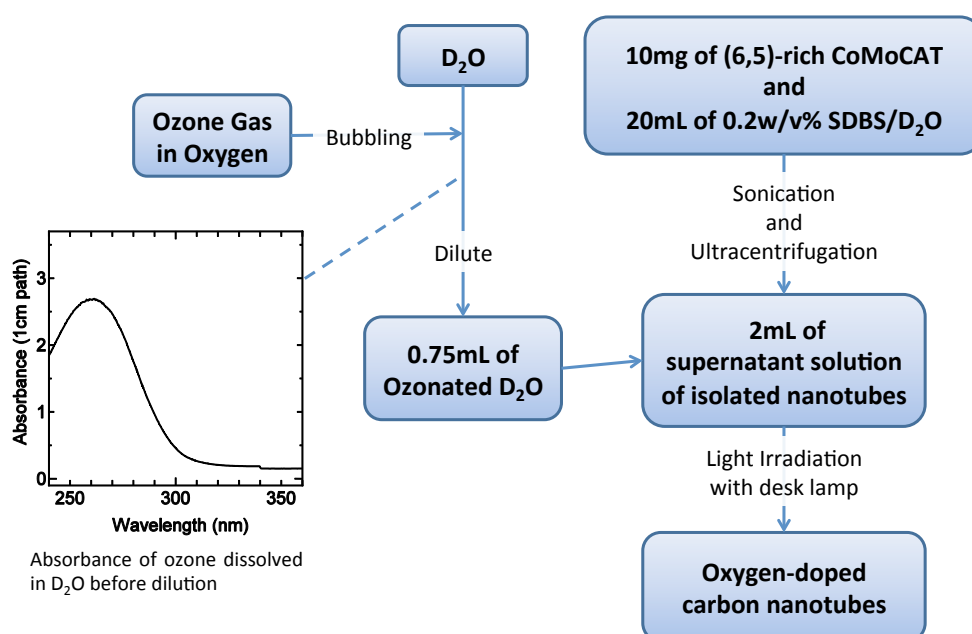 D₂O
10mg of (6,5)-rich CoMoCAT
and
20mL of 0.2w/v% SDBS/D₂O
Ozone Gas
in Oxygen
Bubbling
Sonication
and
Ultracentrifugation
Dilute
0.75mL of
Ozonated D₂O
2mL of
supernatant solution
of isolated nanotubes
Light Irradiation
with desk lamp
Oxygen-doped
carbon nanotubes
Absorbance (1cm path)
3
2
1
0
250 300 350
Wavelength (nm)
Absorbance of ozone dissolved
in D₂O before dilution